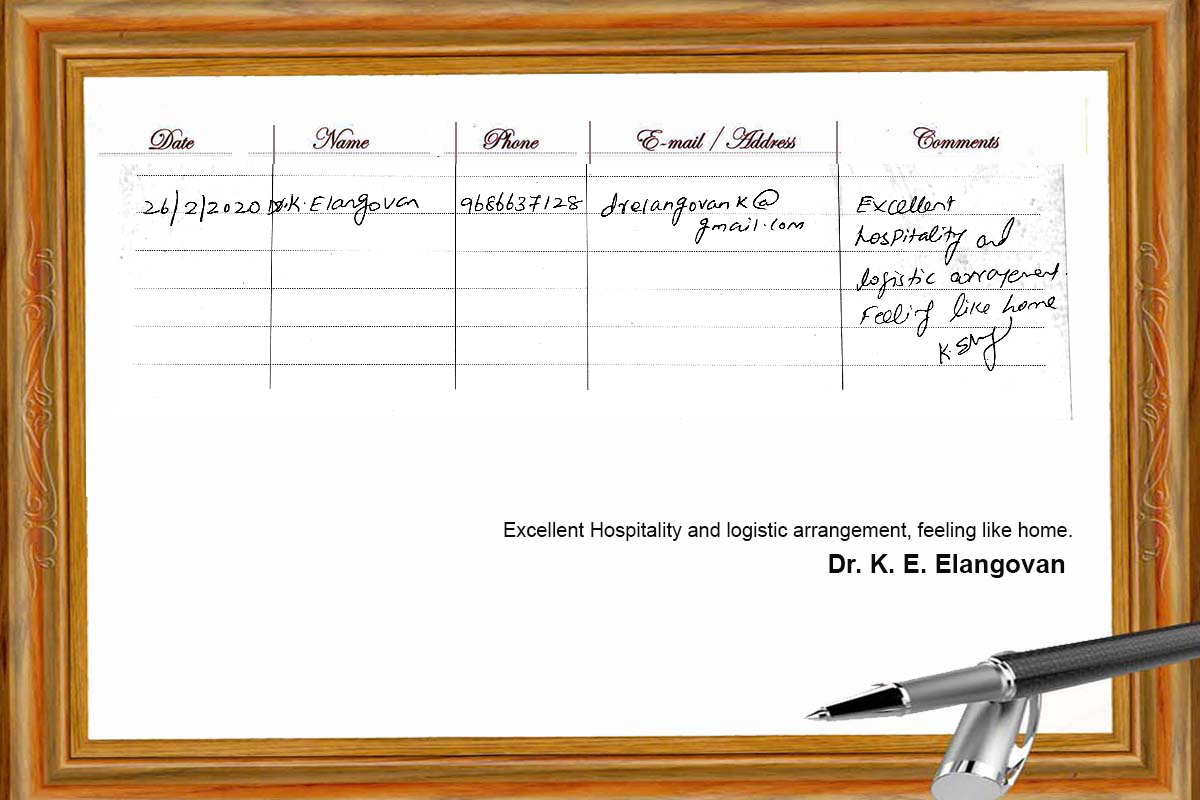 Date Name Phone E-mail / Address Comments
26/2/2020 Dr.K.Elangovan 9686637128 drelangovank@ Excellent
gmail.com hospitality and
logistic arrangement.
Feeling like home
Excellent Hospitality and logistic arrangement, feeling like home.
Dr. K. E. Elangovan